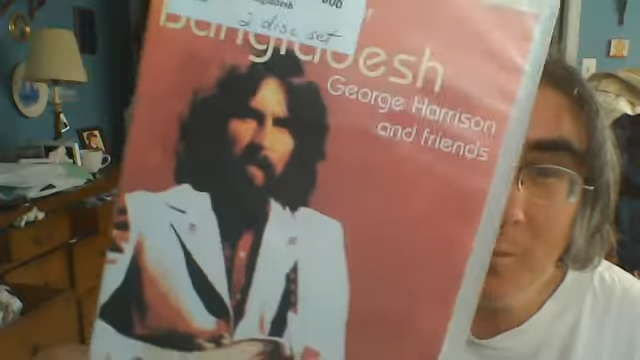 2 disc set
Bangladesh
George Harrison
and friends